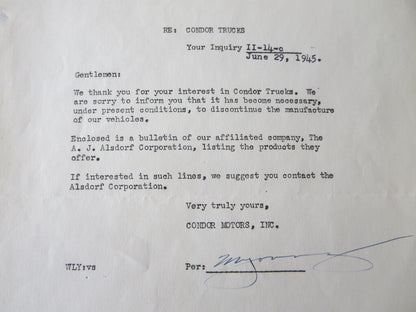 RE: CONDOR TRUCKS
Your Inquiry II-14-c
June 29, 1945.
Gentlemen:
We thank you for your interest in Condor Trucks. We
are sorry to inform you that it has become necessary,
under present conditions, to discontinue the manufacture
of our vehicles.
Enclosed is a bulletin of our affiliated company, The
A. J. Alsdorf Corporation, listing the products they
offer.
If interested in such lines, we suggest you contact the
Alsdorf Corporation.
Very truly yours,
CONDOR MOTORS, INC.
WLY:vs Per: